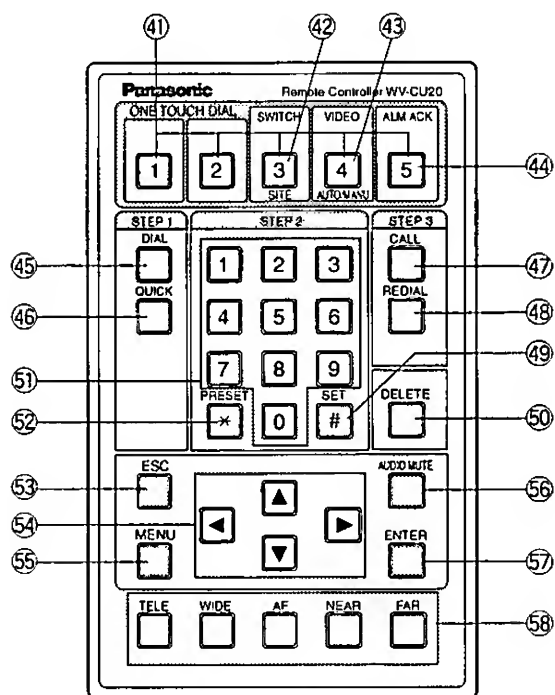 41 42 43
Panasonic Remote Controller WV-CU20
ONE TOUCH DIAL SWITCH VIDEO ALM ACK
1 2 3 4 5 44
SITE AUTO/MANU
STEP 1 STEP 2 STEP 3
45 DIAL 1 2 3 CALL 47
46 QUICK 4 5 6 REDIAL 48
51 7 8 9 49
52 PRESET * 0 SET # DELETE 50
53 ESC ▲ AUDIO MUTE 56
54 ◀ ▶
55 MENU ▼ ENTER 57
TELE WIDE AF NEAR FAR 58